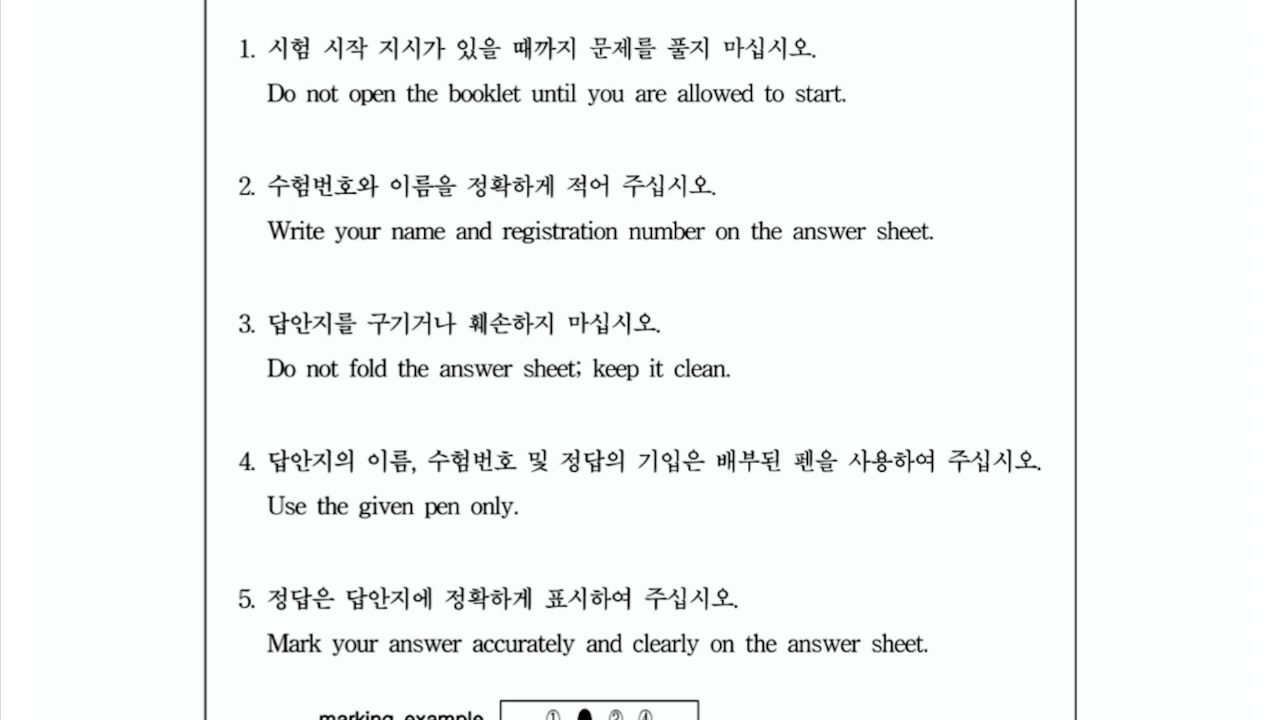 1. 시험 시작 지시가 있을 때까지 문제를 풀지 마십시오.
Do not open the booklet until you are allowed to start.
2. 수험번호와 이름을 정확하게 적어 주십시오.
Write your name and registration number on the answer sheet.
3. 답안지를 구기거나 훼손하지 마십시오.
Do not fold the answer sheet; keep it clean.
4. 답안지의 이름, 수험번호 및 정답의 기입은 배부된 펜을 사용하여 주십시오.
Use the given pen only.
5. 정답은 답안지에 정확하게 표시하여 주십시오.
Mark your answer accurately and clearly on the answer sheet.
marking example ① ● ③ ④